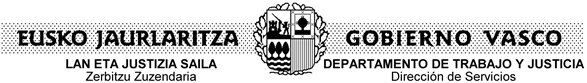 EUSKO JAURLARITZA GOBIERNO VASCO
LAN ETA JUSTIZIA SAILA DEPARTAMENTO DE TRABAJO Y JUSTICIA
Zerbitzu Zuzendaria Dirección de Servicios